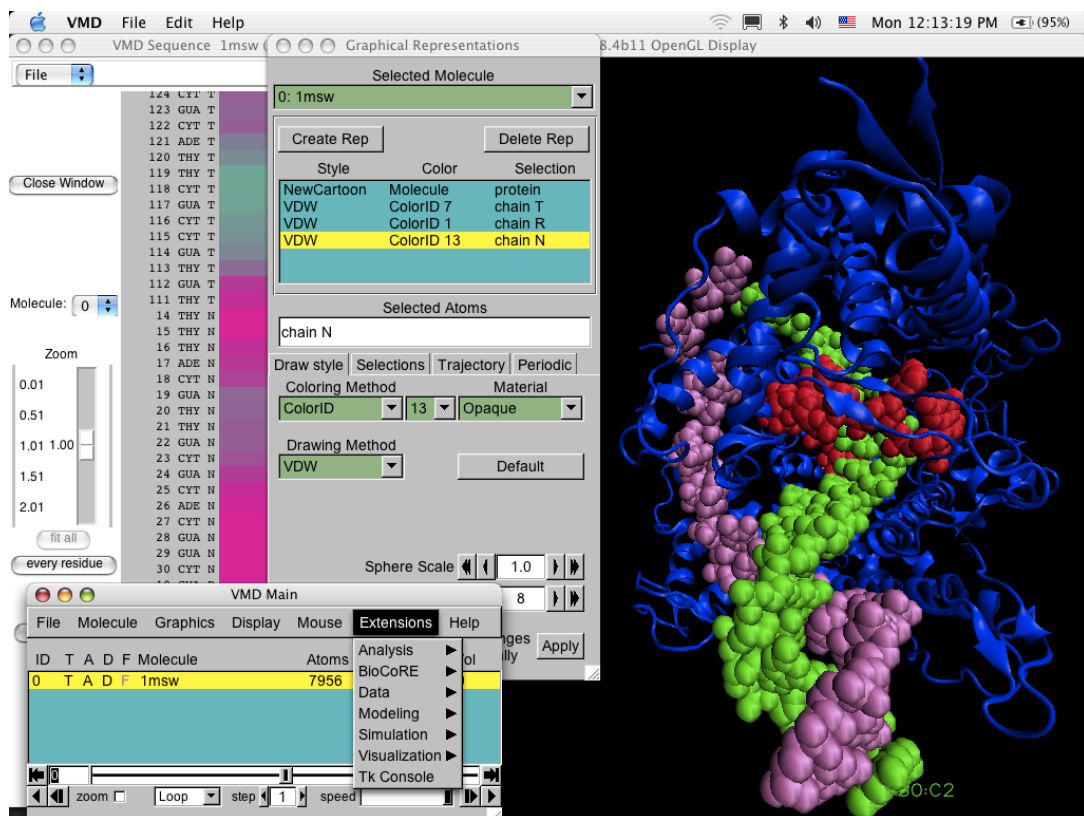 VMD File Edit Help Mon 12:13:19 PM (95%)
VMD Sequence 1msw (
File
124 CYT T
123 GUA T
122 CYT T
121 ADE T
120 THY T
119 THY T
118 CYT T
117 GUA T
116 CYT T
115 CYT T
114 GUA T
113 THY T
112 GUA T
111 THY T
14 THY N
15 THY N
16 THY N
17 ADE N
18 CYT N
19 GUA N
20 THY N
21 THY N
22 GUA N
23 CYT N
24 GUA N
25 CYT N
26 ADE N
27 CYT N
28 GUA N
29 GUA N
30 CYT N
Close Window
Molecule: 0
Zoom
0.01
0.51
1.01 1.00
1.51
2.01
fit all
every residue
Graphical Representations
Selected Molecule
0: 1msw
Create Rep Delete Rep
Style Color Selection
NewCartoon Molecule protein
VDW ColorID 7 chain T
VDW ColorID 1 chain R
VDW ColorID 13 chain N
Selected Atoms
chain N
Draw style Selections Trajectory Periodic
Coloring Method Material
ColorID 13 Opaque
Drawing Method
VDW Default
Sphere Scale 1.0
8
nges
lly Apply
8.4b11 OpenGL Display
:C2
VMD Main
File Molecule Graphics Display Mouse Extensions Help
ID T A D F Molecule Atoms ol
0 T A D F 1msw 7956
Analysis
BioCoRE
Data
Modeling
Simulation
Visualization
Tk Console
0
zoom Loop step 1 speed